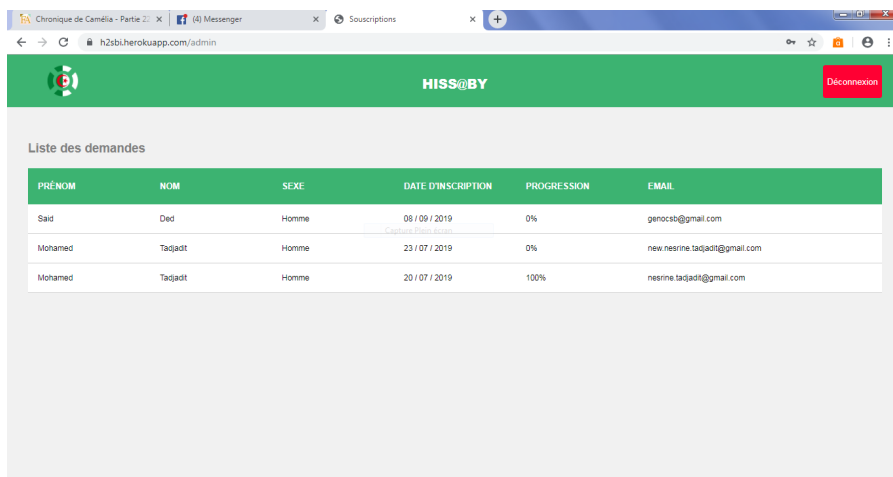 Chronique de Camélia - Partie 23
(4) Messenger
Souscriptions
h2sbi.herokuapp.com/admin
HISS@BY
Déconnexion
Liste des demandes
PRÉNOM NOM SEXE DATE D'INSCRIPTION PROGRESSION EMAIL
Said Ded Homme 08 / 09 / 2019 0% genocsb@gmail.com
Capture Plein écran
Mohamed Tadjadit Homme 23 / 07 / 2019 0% new.nesrine.tadjadit@gmail.com
Mohamed Tadjadit Homme 20 / 07 / 2019 100% nesrine.tadjadit@gmail.com